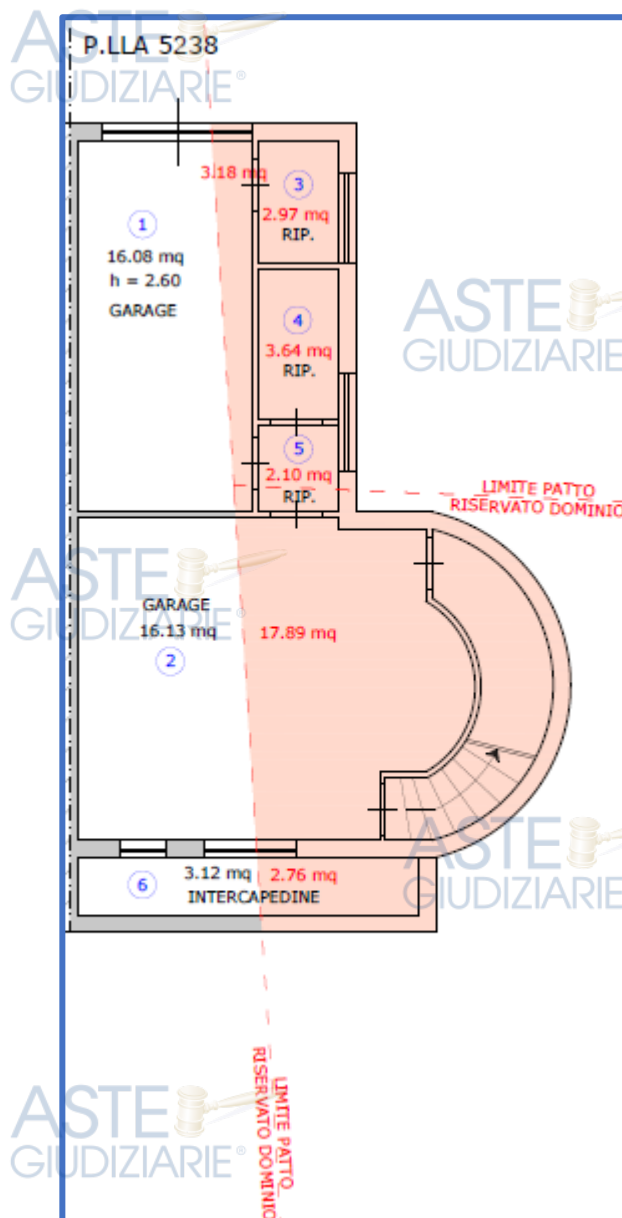 P.LLA 5238
ASTE
GIUDIZIARIE®
3.18 mq
3
2.97 mq
RIP.
1
16.08 mq
h = 2.60
GARAGE
4
3.64 mq
RIP.
ASTE
GIUDIZIARIE
5
2.10 mq
RIP.
LIMITE PATTO
RISERVATO DOMINIO
ASTE
GIUDIZIARIE®
GARAGE
16.13 mq
17.89 mq
2
ASTE
GIUDIZIARIE
3.12 mq
2.76 mq
6
INTERCAPEDINE
LIMITE PATTO
RISERVATO DOMINIO
ASTE
GIUDIZIARIE®